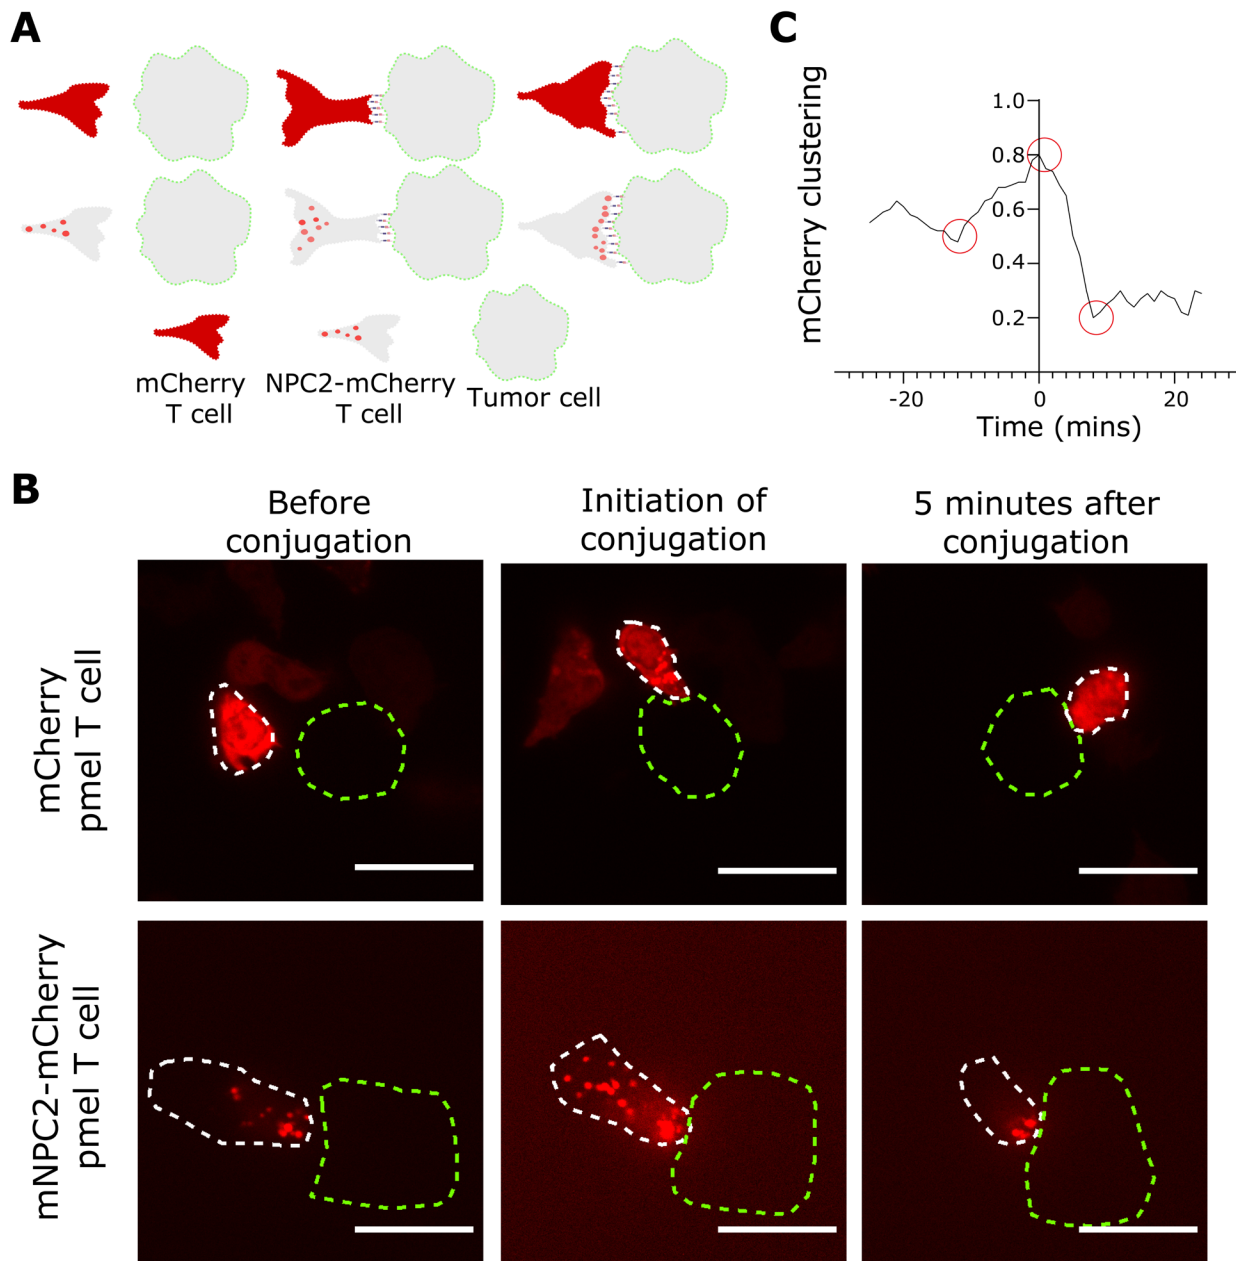 A
mCherry
T cell
NPC2-mCherry
T cell
Tumor cell
C
mCherry clustering
1.0
0.8
0.6
0.4
0.2
-20
0
20
Time (mins)
B
Before
conjugation
Initiation of
conjugation
5 minutes after
conjugation
mCherry
pmel T cell
mNPC2-mCherry
pmel T cell